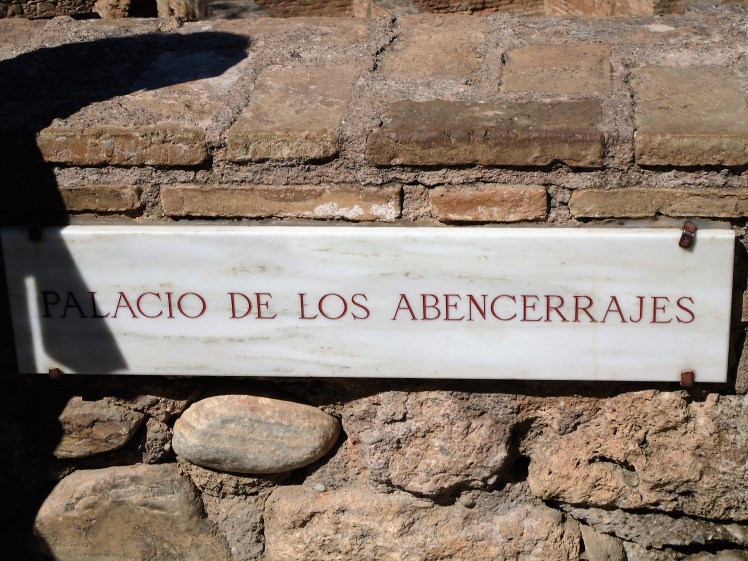 PALACIO DE LOS ABENCERRAJES